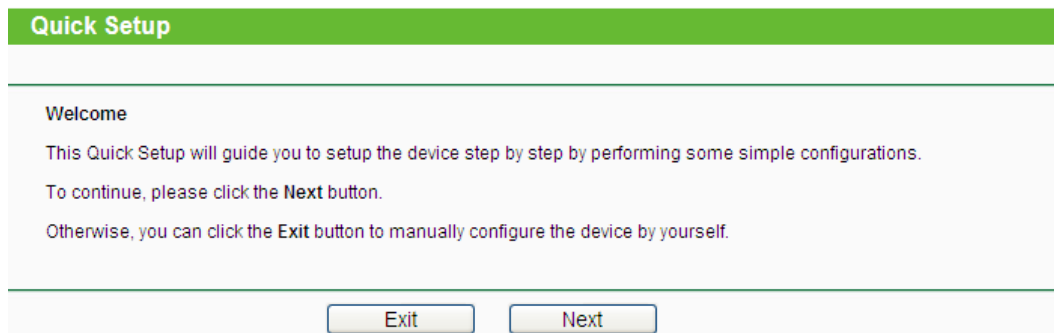 Quick Setup
Welcome
This Quick Setup will guide you to setup the device step by step by performing some simple configurations.
To continue, please click the Next button.
Otherwise, you can click the Exit button to manually configure the device by yourself.
Exit
Next